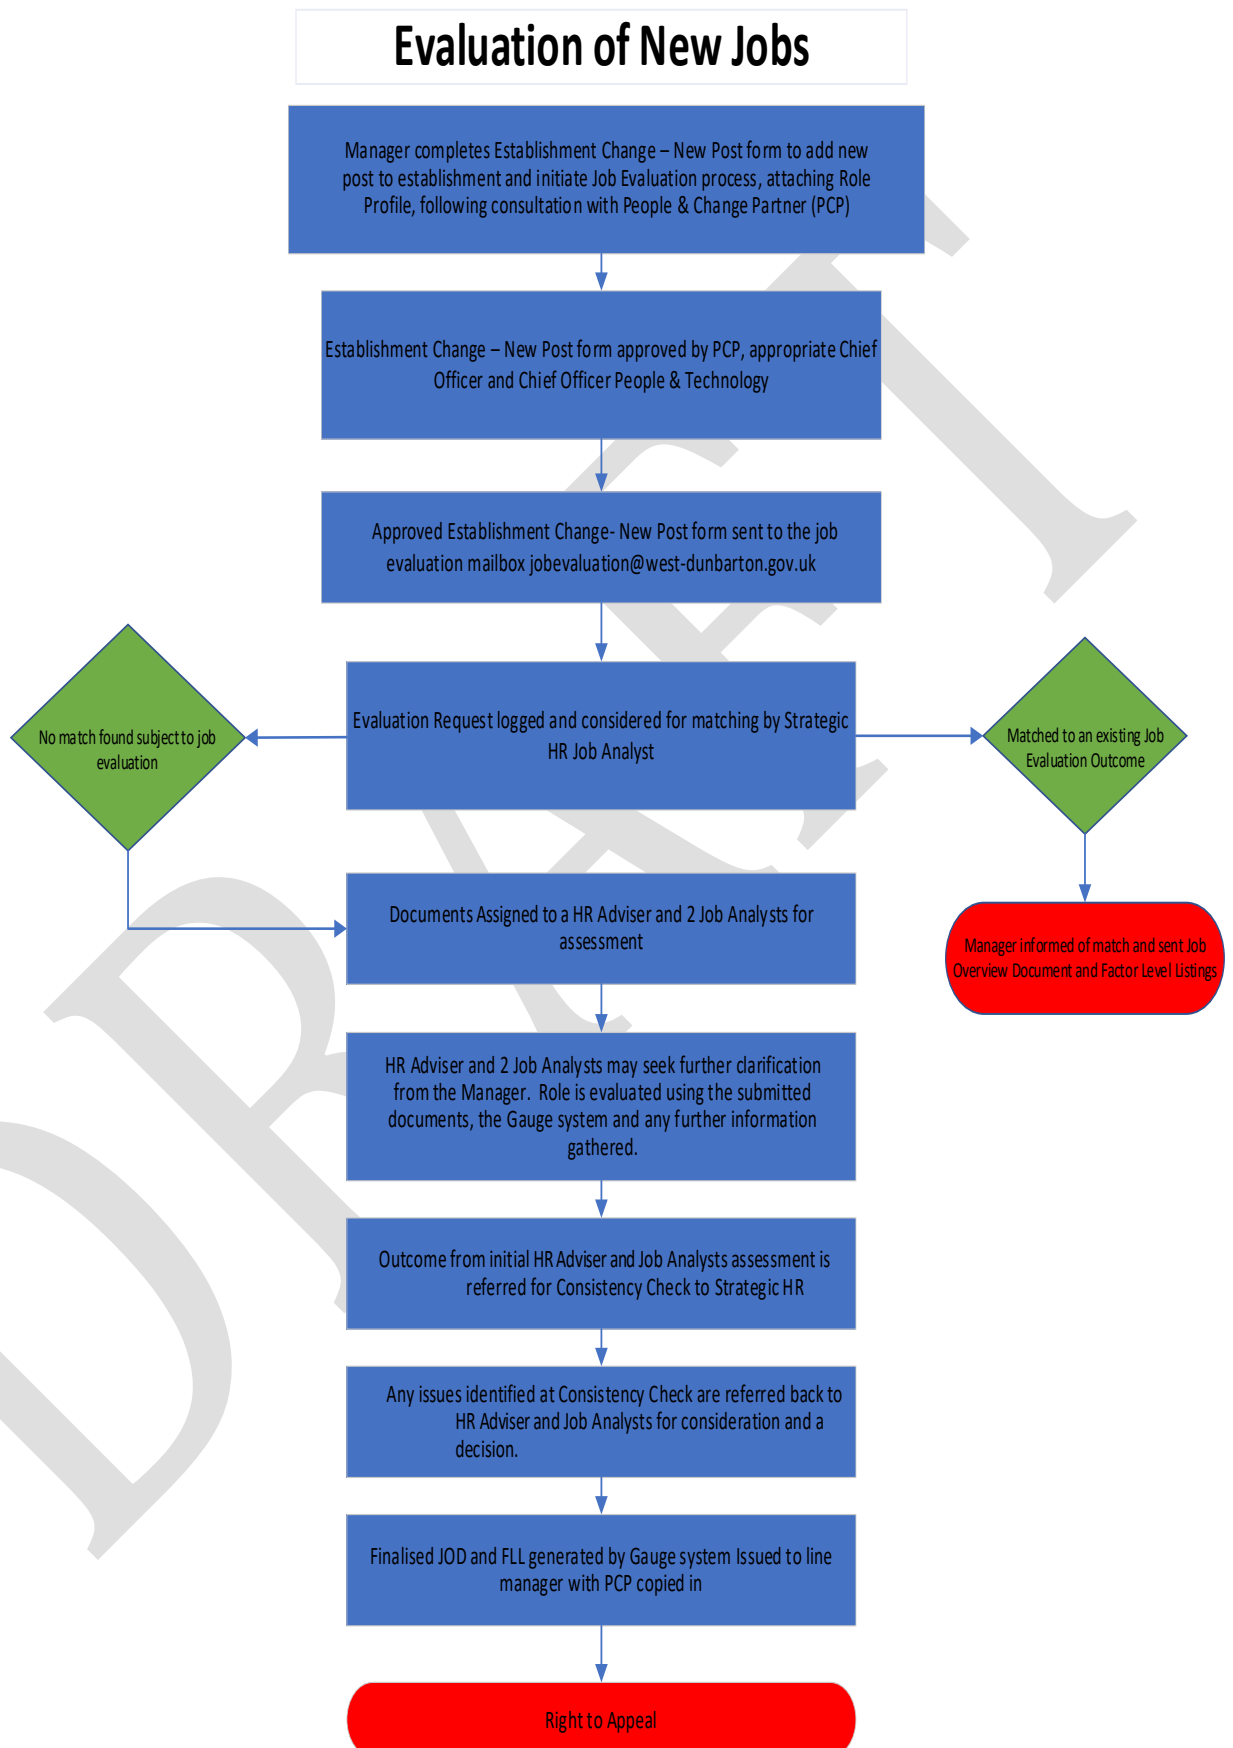 Evaluation of New Jobs
Manager completes Establishment Change – New Post form to add new
post to establishment and initiate Job Evaluation process, attaching Role
Profile, following consultation with People & Change Partner (PCP)
Establishment Change – New Post form approved by PCP, appropriate Chief
Officer and Chief Officer People & Technology
Approved Establishment Change- New Post form sent to the job
evaluation mailbox jobevaluation@west-dunbarton.gov.uk
Evaluation Request logged and considered for matching by Strategic
HR Job Analyst
No match found subject to job
evaluation
Matched to an existing Job
Evaluation Outcome
Documents Assigned to a HR Adviser and 2 Job Analysts for
assessment
Manager informed of match and sent Job
Overview Document and Factor Level Listings
HR Adviser and 2 Job Analysts may seek further clarification
from the Manager. Role is evaluated using the submitted
documents, the Gauge system and any further information
gathered.
Outcome from initial HR Adviser and Job Analysts assessment is
referred for Consistency Check to Strategic HR
Any issues identified at Consistency Check are referred back to
HR Adviser and Job Analysts for consideration and a
decision.
Finalised JOD and FLL generated by Gauge system Issued to line
manager with PCP copied in
Right to Appeal
DRAFT